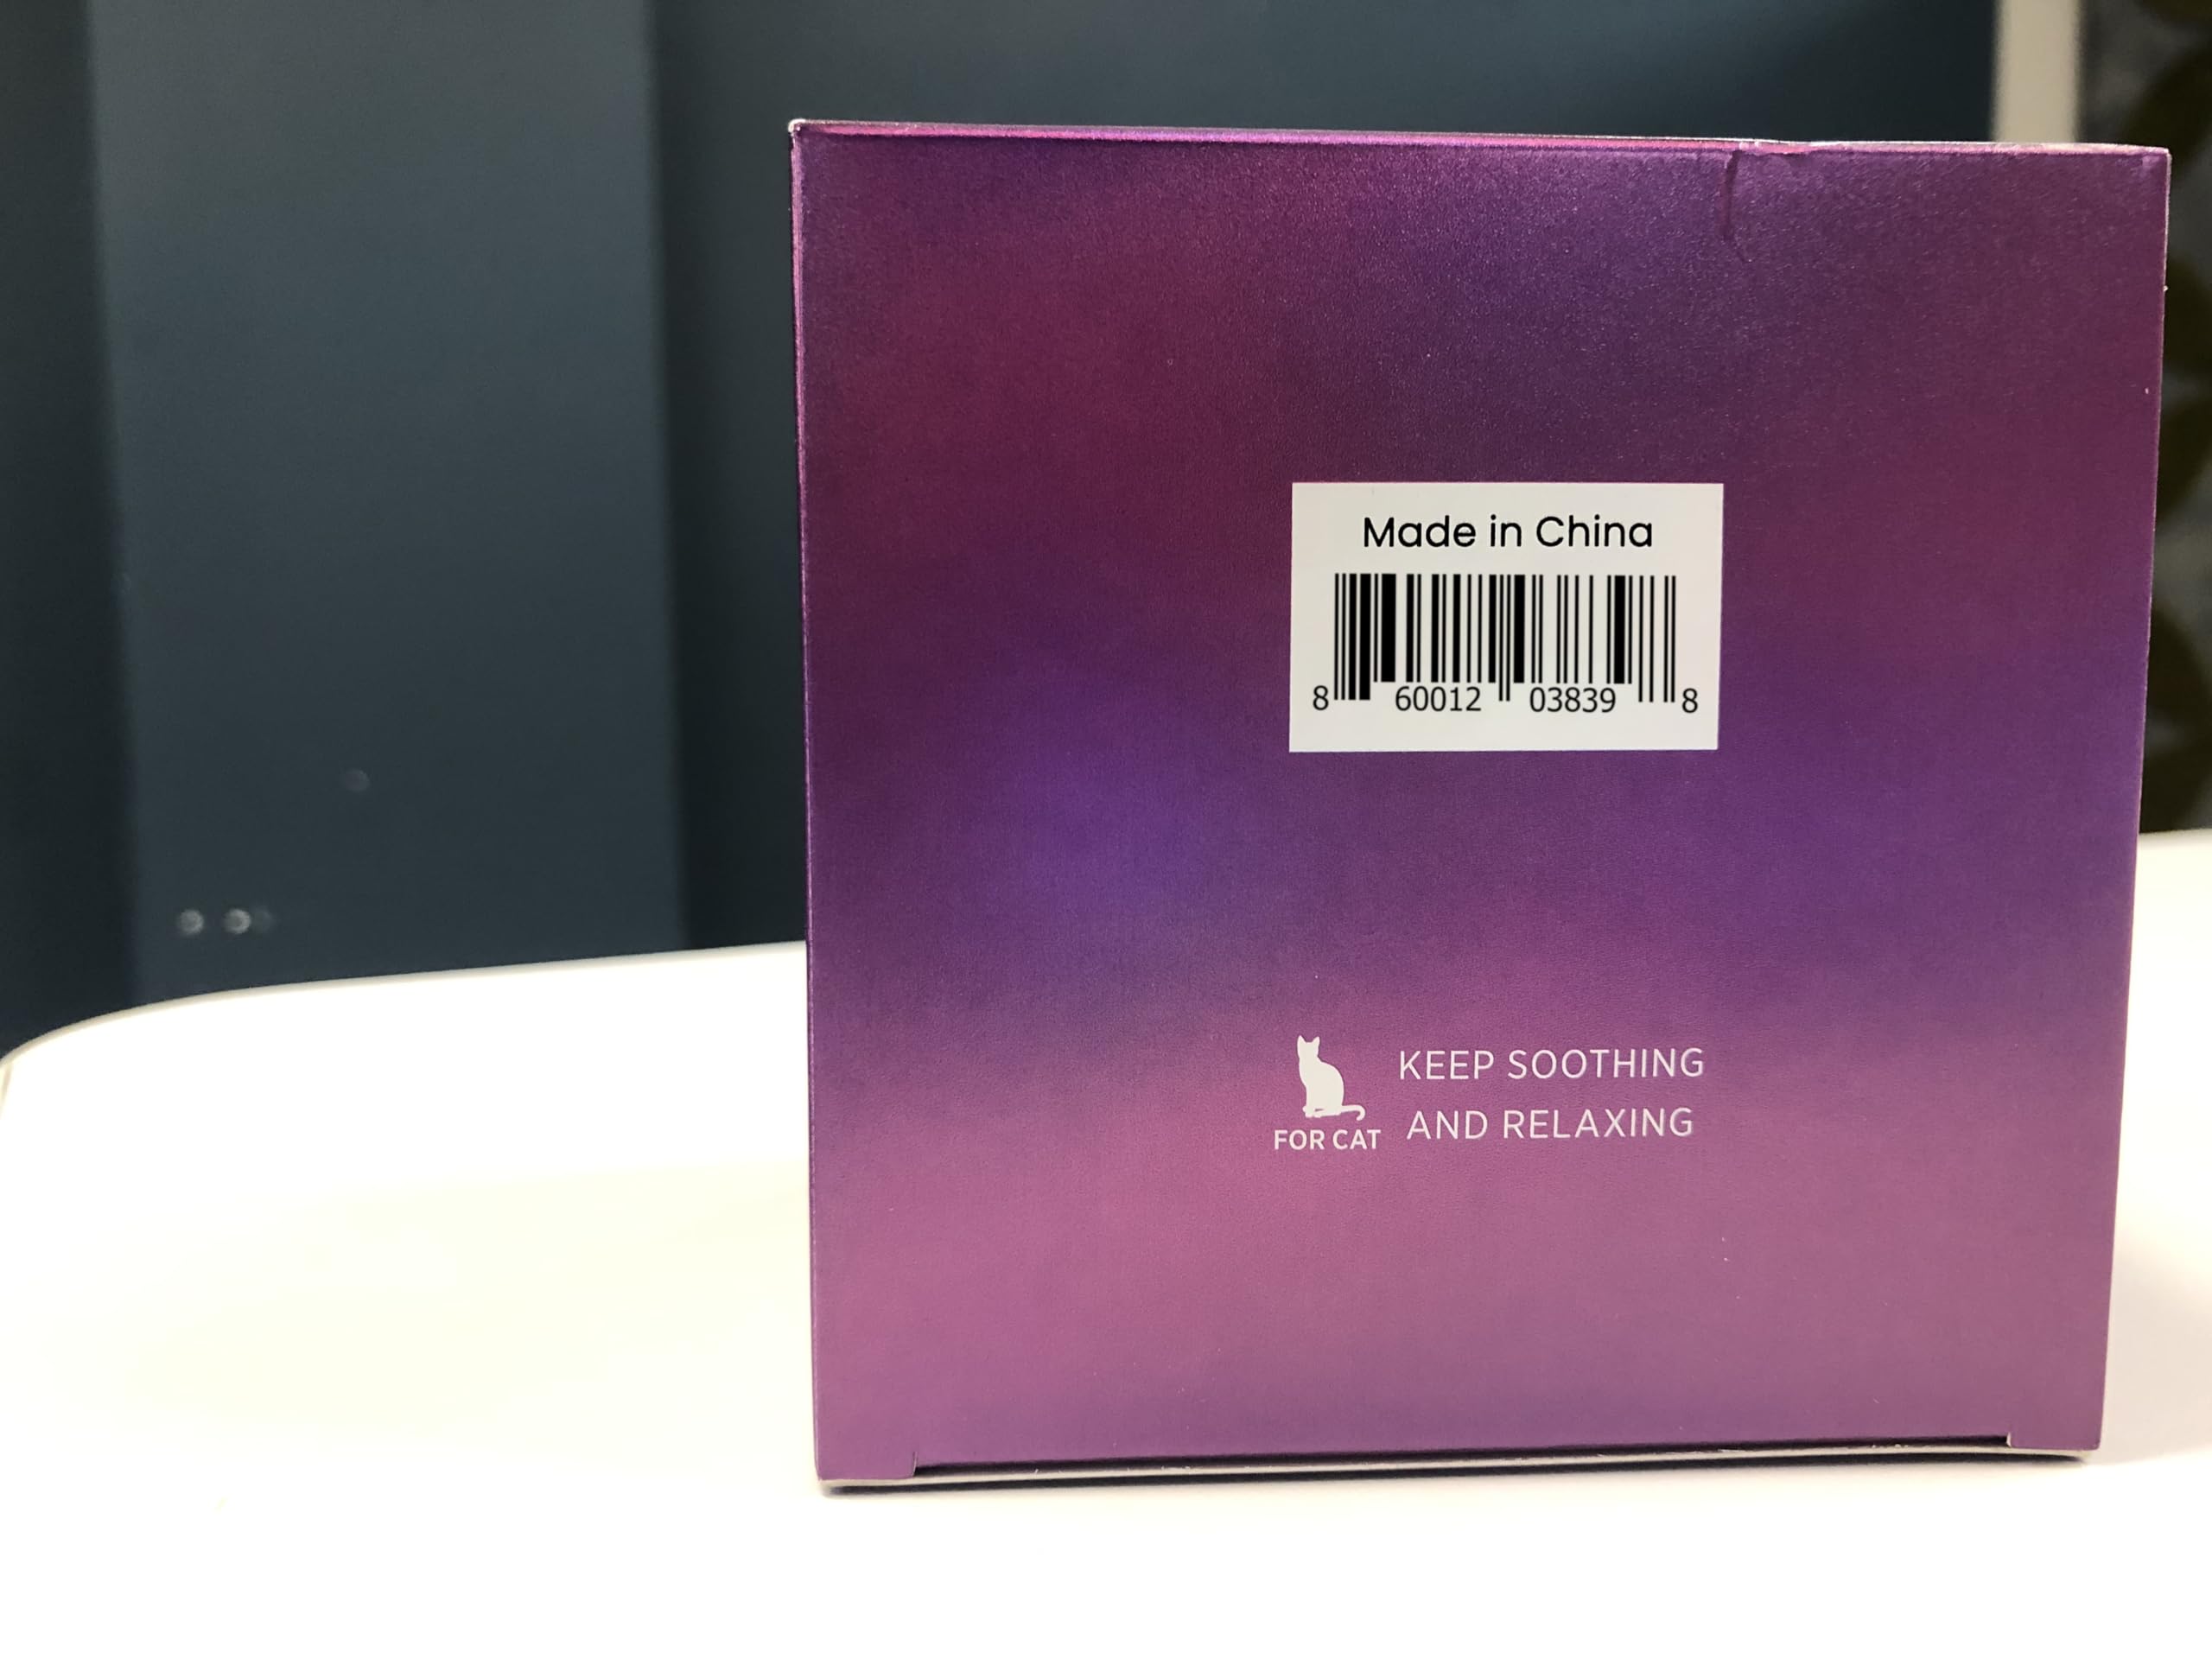 Made in China
8 60012 03839 8
KEEP SOOTHING
AND RELAXING
FOR CAT